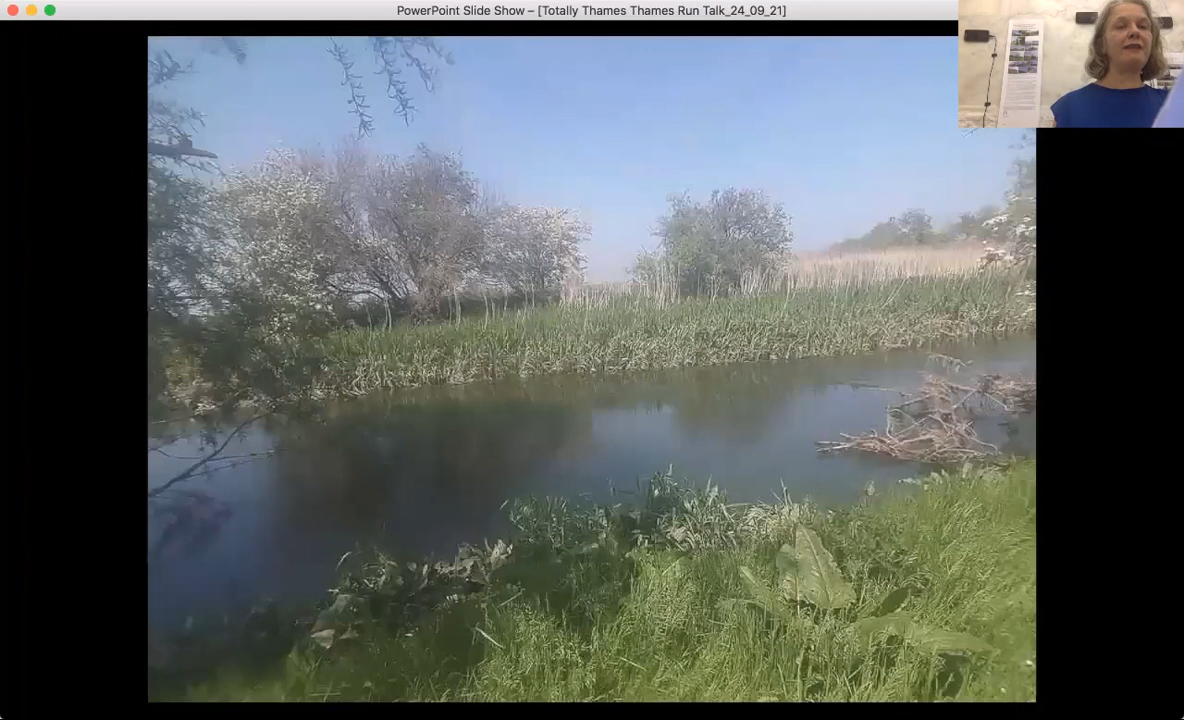 PowerPoint Slide Show – [Totally Thames Thames Run Talk_24_09_21]